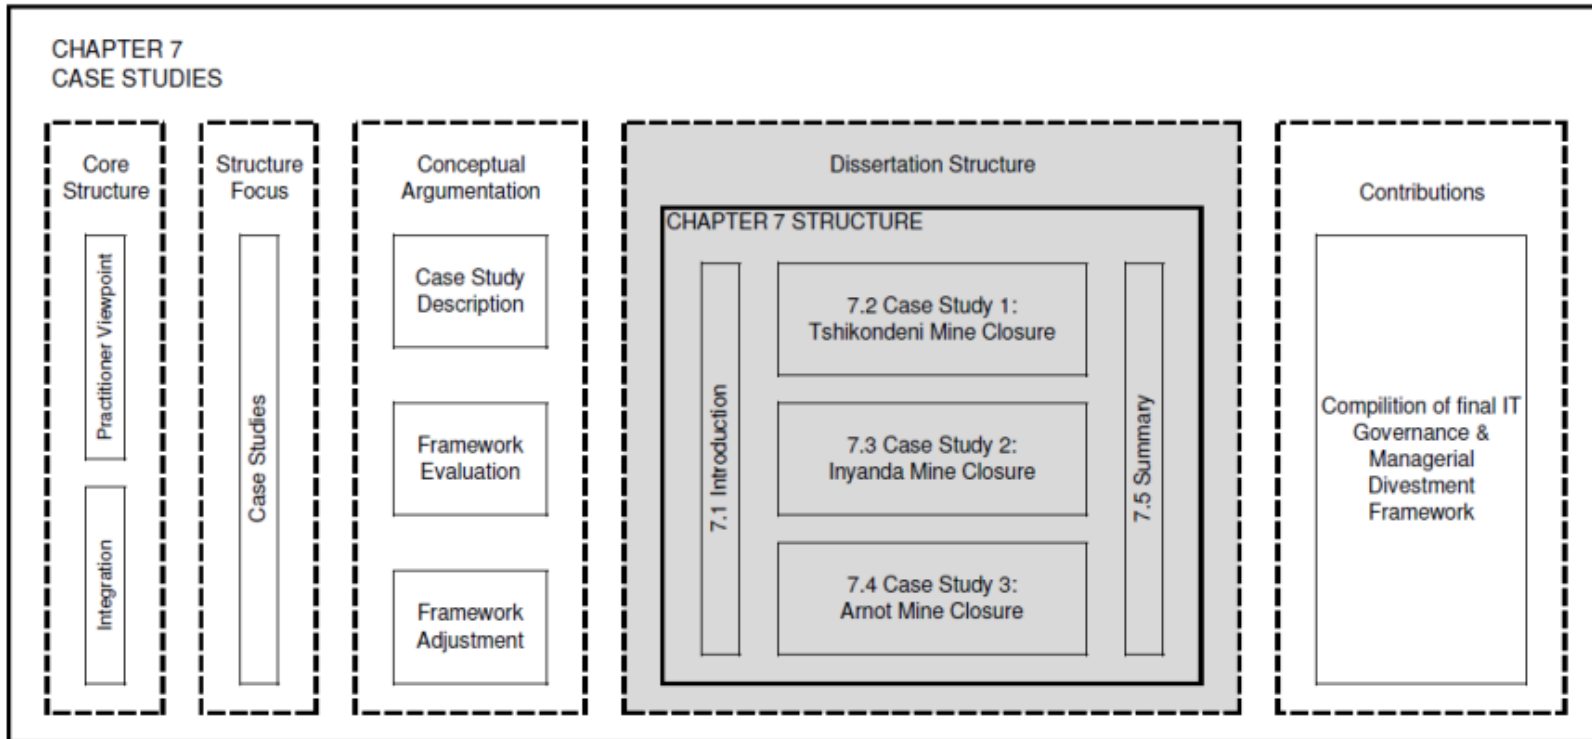 CHAPTER 7
CASE STUDIES
Core
Structure
Practitioner Viewpoint
Integration
Structure
Focus
Case Studies
Conceptual
Argumentation
Case Study
Description
Framework
Evaluation
Framework
Adjustment
Dissertation Structure
CHAPTER 7 STRUCTURE
7.1 Introduction
7.2 Case Study 1:
Tshikondeni Mine Closure
7.3 Case Study 2:
Inyanda Mine Closure
7.4 Case Study 3:
Arnot Mine Closure
7.5 Summary
Contributions
Compilition of final IT
Governance &
Managerial
Divestment
Framework